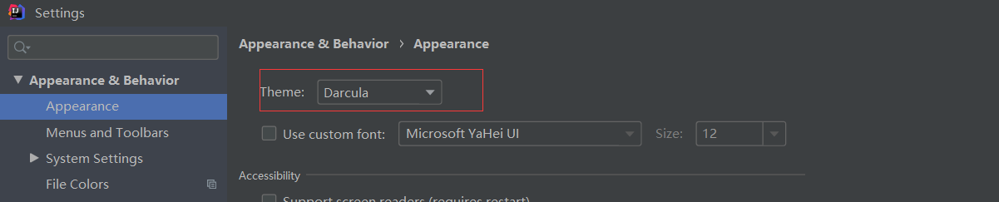 Settings
Appearance & Behavior
Appearance
Menus and Toolbars
System Settings
File Colors
Appearance & Behavior › Appearance
Theme: Darcula
Use custom font: Microsoft YaHei UI Size: 12
Accessibility
Support screen readers (requires restart)